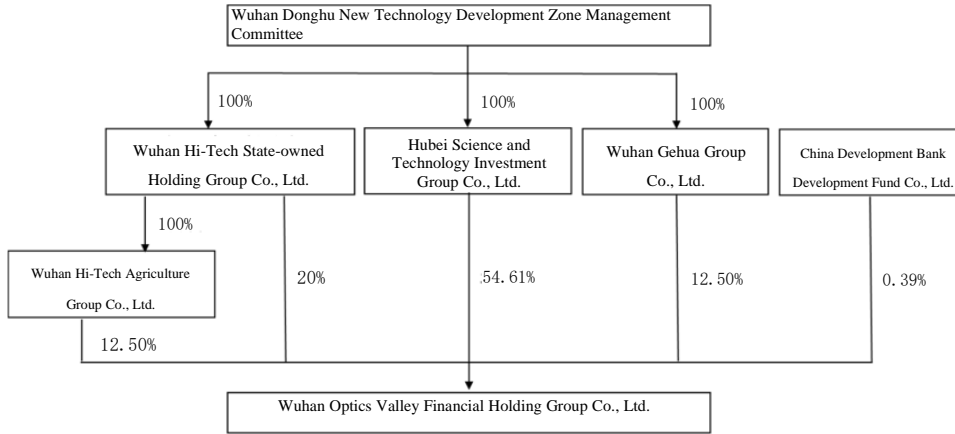 Wuhan Donghu New Technology Development Zone Management
Committee
100%
100%
100%
Wuhan Hi-Tech State-owned
Holding Group Co., Ltd.
Hubei Science and
Technology Investment
Group Co., Ltd.
Wuhan Gehua Group
Co., Ltd.
China Development Bank
Development Fund Co., Ltd.
100%
Wuhan Hi-Tech Agriculture
Group Co., Ltd.
20%
54.61%
12.50%
0.39%
12.50%
Wuhan Optics Valley Financial Holding Group Co., Ltd.